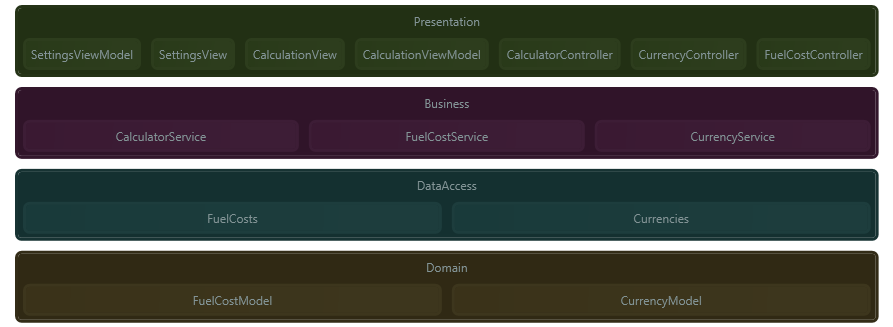 Presentation
SettingsViewModel SettingsView CalculationView CalculationViewModel CalculatorController CurrencyController FuelCostController
Business
CalculatorService FuelCostService CurrencyService
DataAccess
FuelCosts Currencies
Domain
FuelCostModel CurrencyModel